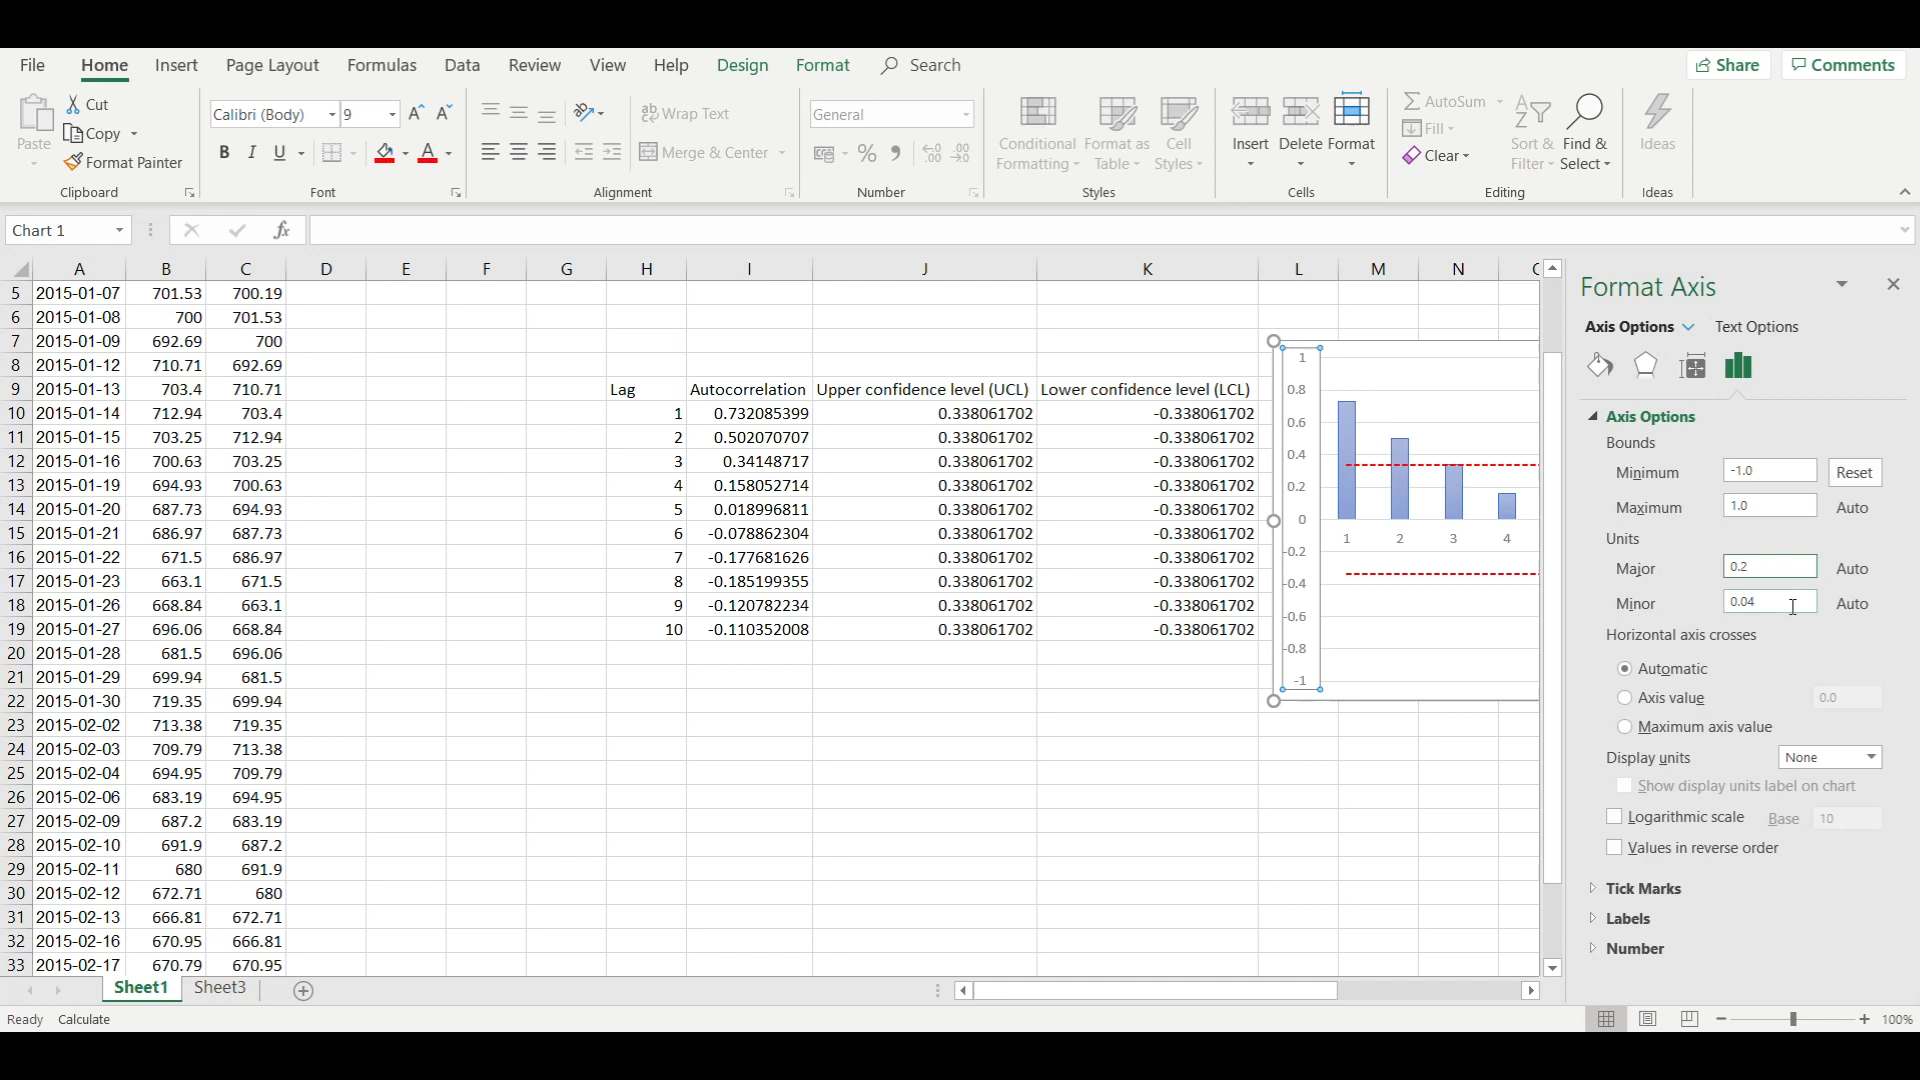 File Home Insert Page Layout Formulas Data Review View Help Design Format Search Share Comments
Paste Cut Copy Format Painter Clipboard
Calibri (Body) 9 B I U A Font
Wrap Text Merge & Center Alignment
General % Number
Conditional Formatting Format as Table Cell Styles Styles
Insert Delete Format Cells
AutoSum Fill Clear Sort & Filter Find & Select Editing
Ideas Ideas
Chart 1 fx
A B C D E F G H I J K L M N
5 2015-01-07 701.53 700.19
6 2015-01-08 700 701.53
7 2015-01-09 692.69 700
8 2015-01-12 710.71 692.69
9 2015-01-13 703.4 710.71 Lag Autocorrelation Upper confidence level (UCL) Lower confidence level (LCL)
10 2015-01-14 712.94 703.4 1 0.732085399 0.338061702 -0.338061702
11 2015-01-15 703.25 712.94 2 0.502070707 0.338061702 -0.338061702
12 2015-01-16 700.63 703.25 3 0.34148717 0.338061702 -0.338061702
13 2015-01-19 694.93 700.63 4 0.158052714 0.338061702 -0.338061702
14 2015-01-20 687.73 694.93 5 0.018996811 0.338061702 -0.338061702
15 2015-01-21 686.97 687.73 6 -0.078862304 0.338061702 -0.338061702
16 2015-01-22 671.5 686.97 7 -0.177681626 0.338061702 -0.338061702
17 2015-01-23 663.1 671.5 8 -0.185199355 0.338061702 -0.338061702
18 2015-01-26 668.84 663.1 9 -0.120782234 0.338061702 -0.338061702
19 2015-01-27 696.06 668.84 10 -0.110352008 0.338061702 -0.338061702
20 2015-01-28 681.5 696.06
21 2015-01-29 699.94 681.5
22 2015-01-30 719.35 699.94
23 2015-02-02 713.38 719.35
24 2015-02-03 709.79 713.38
25 2015-02-04 694.95 709.79
26 2015-02-06 683.19 694.95
27 2015-02-09 687.2 683.19
28 2015-02-10 691.9 687.2
29 2015-02-11 680 691.9
30 2015-02-12 672.71 680
31 2015-02-13 666.81 672.71
32 2015-02-16 670.95 666.81
33 2015-02-17 670.79 670.95
1
0.8
0.6
0.4
0.2
0
1 2 3 4
-0.2
-0.4
-0.6
-0.8
-1
Format Axis
Axis Options Text Options
Axis Options
Bounds
Minimum -1.0 Reset
Maximum 1.0 Auto
Units
Major 0.2 Auto
Minor 0.04 Auto
Horizontal axis crosses
Automatic
Axis value 0.0
Maximum axis value
Display units None
Show display units label on chart
Logarithmic scale Base 10
Values in reverse order
Tick Marks
Labels
Number
Sheet1 Sheet3
Ready Calculate 100%